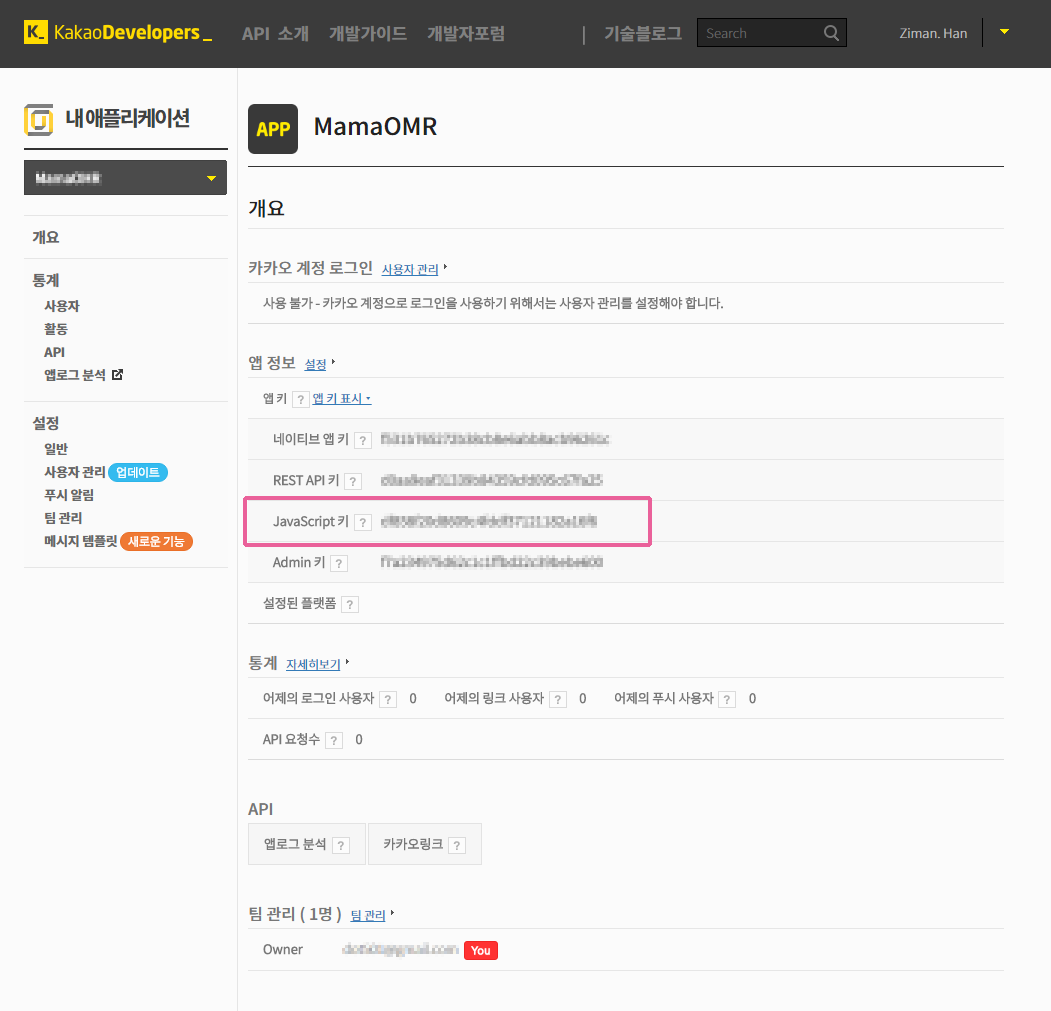 K_ KakaoDevelopers_ API 소개 개발가이드 개발자포럼 | 기술블로그 Search Ziman. Han
내 애플리케이션
개요
통계
사용자
활동
API
앱로그 분석
설정
일반
사용자 관리 업데이트
푸시 알림
팀 관리
메시지 템플릿 새로운 기능
APP MamaOMR
개요
카카오 계정 로그인 사용자 관리
사용 불가 - 카카오 계정으로 로그인을 사용하기 위해서는 사용자 관리를 설정해야 합니다.
앱 정보 설정
앱 키 ? 앱 키 표시
네이티브 앱 키 ?
REST API 키 ?
JavaScript 키 ?
Admin 키 ?
설정된 플랫폼 ?
통계 자세히보기
어제의 로그인 사용자 ? 0 어제의 링크 사용자 ? 0 어제의 푸시 사용자 ? 0
API 요청수 ? 0
API
앱로그 분석 ? 카카오링크 ?
팀 관리 ( 1명 ) 팀 관리
Owner You